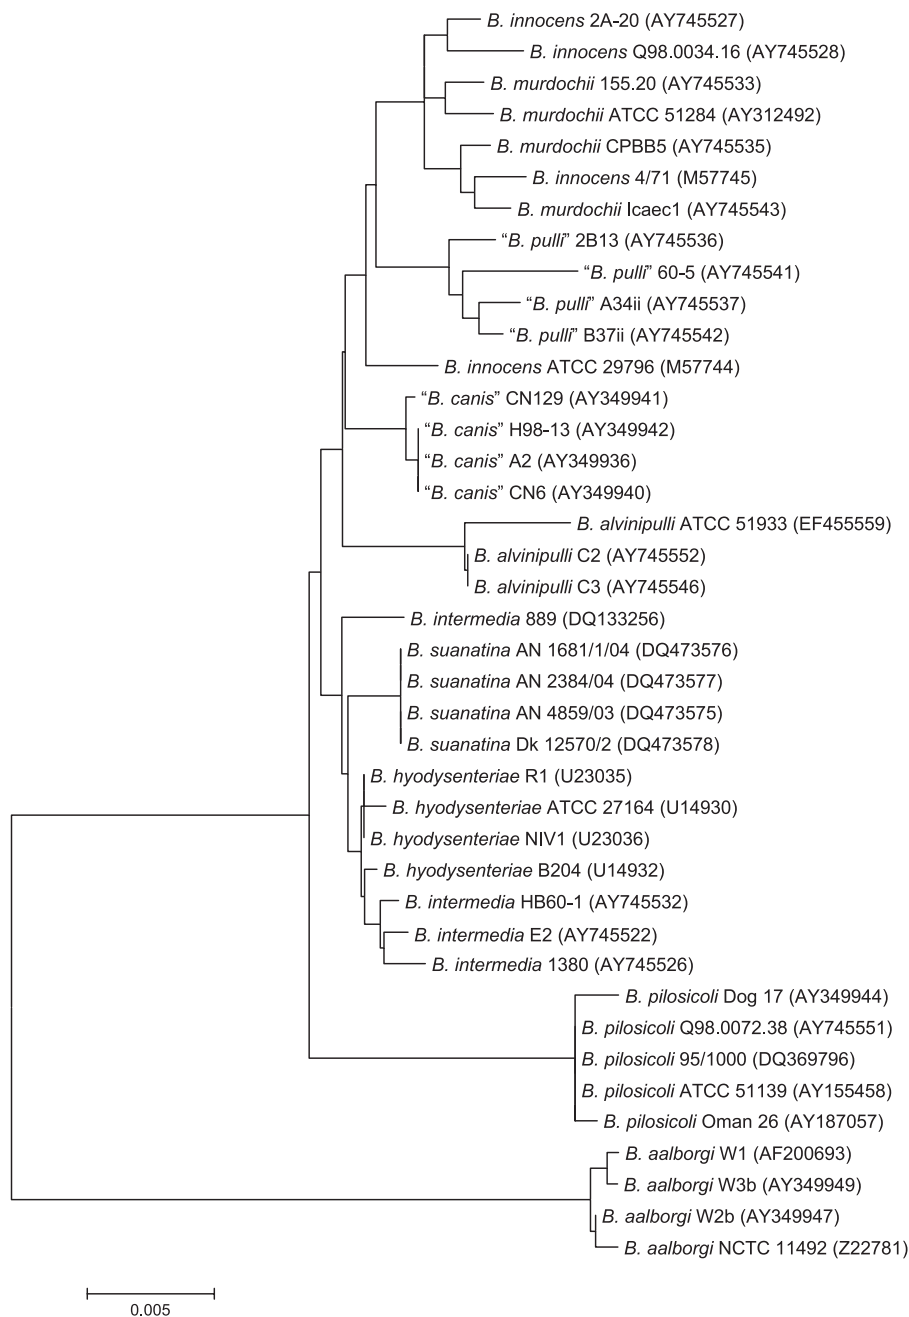 B. innocens 2A-20 (AY745527)
B. innocens Q98.0034.16 (AY745528)
B. murdochii 155.20 (AY745533)
B. murdochii ATCC 51284 (AY312492)
B. murdochii CPBB5 (AY745535)
B. innocens 4/71 (M57745)
B. murdochii Icaec1 (AY745543)
“B. pulli” 2B13 (AY745536)
“B. pulli” 60-5 (AY745541)
“B. pulli” A34ii (AY745537)
“B. pulli” B37ii (AY745542)
B. innocens ATCC 29796 (M57744)
“B. canis” CN129 (AY349941)
“B. canis” H98-13 (AY349942)
“B. canis” A2 (AY349936)
“B. canis” CN6 (AY349940)
B. alvinipulli ATCC 51933 (EF455559)
B. alvinipulli C2 (AY745552)
B. alvinipulli C3 (AY745546)
B. intermedia 889 (DQ133256)
B. suanatina AN 1681/1/04 (DQ473576)
B. suanatina AN 2384/04 (DQ473577)
B. suanatina AN 4859/03 (DQ473575)
B. suanatina Dk 12570/2 (DQ473578)
B. hyodysenteriae R1 (U23035)
B. hyodysenteriae ATCC 27164 (U14930)
B. hyodysenteriae NIV1 (U23036)
B. hyodysenteriae B204 (U14932)
B. intermedia HB60-1 (AY745532)
B. intermedia E2 (AY745522)
B. intermedia 1380 (AY745526)
B. pilosicoli Dog 17 (AY349944)
B. pilosicoli Q98.0072.38 (AY745551)
B. pilosicoli 95/1000 (DQ369796)
B. pilosicoli ATCC 51139 (AY155458)
B. pilosicoli Oman 26 (AY187057)
B. aalborgi W1 (AF200693)
B. aalborgi W3b (AY349949)
B. aalborgi W2b (AY349947)
B. aalborgi NCTC 11492 (Z22781)
0.005